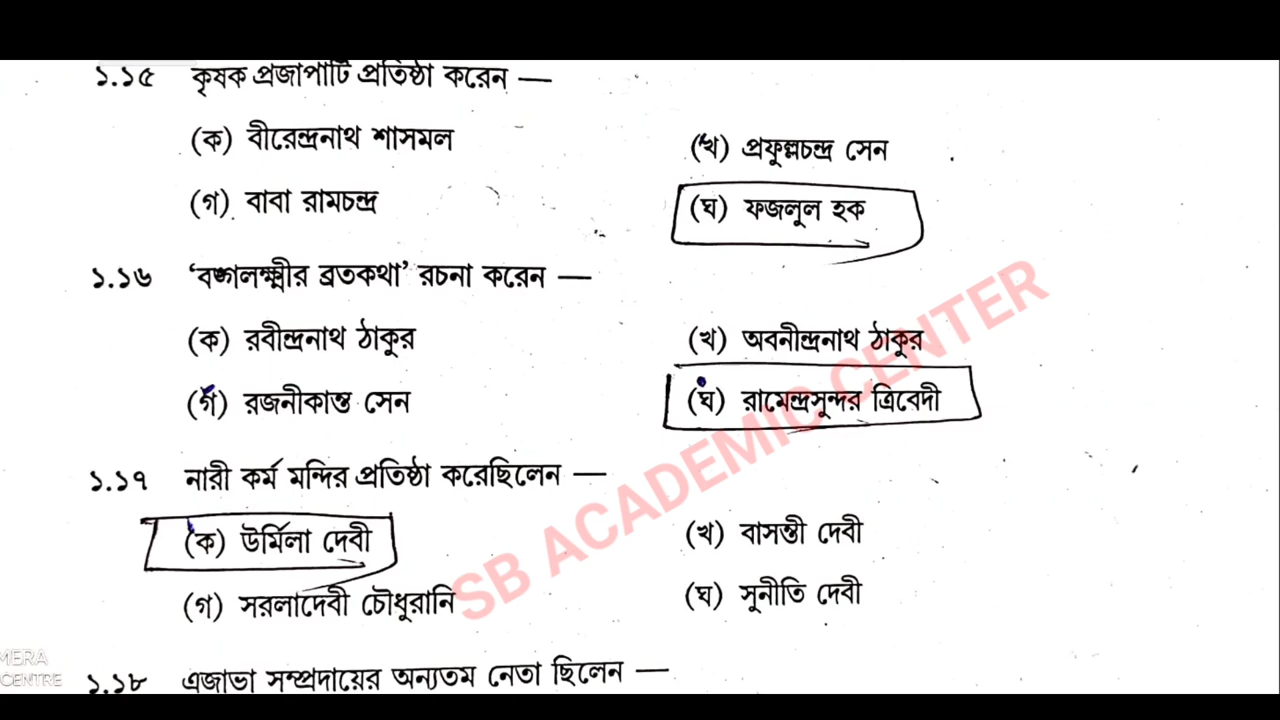 ১.১৫ কৃষক প্রজাপার্টি প্রতিষ্ঠা করেন —
(ক) বীরেন্দ্রনাথ শাসমল
(খ) প্রফুল্লচন্দ্র সেন
(গ) বাবা রামচন্দ্র
(ঘ) ফজলুল হক
১.১৬ ‘বঙ্গলক্ষ্মীর ব্রতকথা’ রচনা করেন —
(ক) রবীন্দ্রনাথ ঠাকুর
(খ) অবনীন্দ্রনাথ ঠাকুর
(গ) রজনীকান্ত সেন
(ঘ) রামেন্দ্রসুন্দর ত্রিবেদী
১.১৭ নারী কর্ম মন্দির প্রতিষ্ঠা করেছিলেন —
(ক) উর্মিলা দেবী
(খ) বাসন্তী দেবী
(গ) সরলাদেবী চৌধুরানি
(ঘ) সুনীতি দেবী
১.১৮ এজাভা সম্প্রদায়ের অন্যতম নেতা ছিলেন —
SB ACADEMIC CENTER
MERA
CENTRE